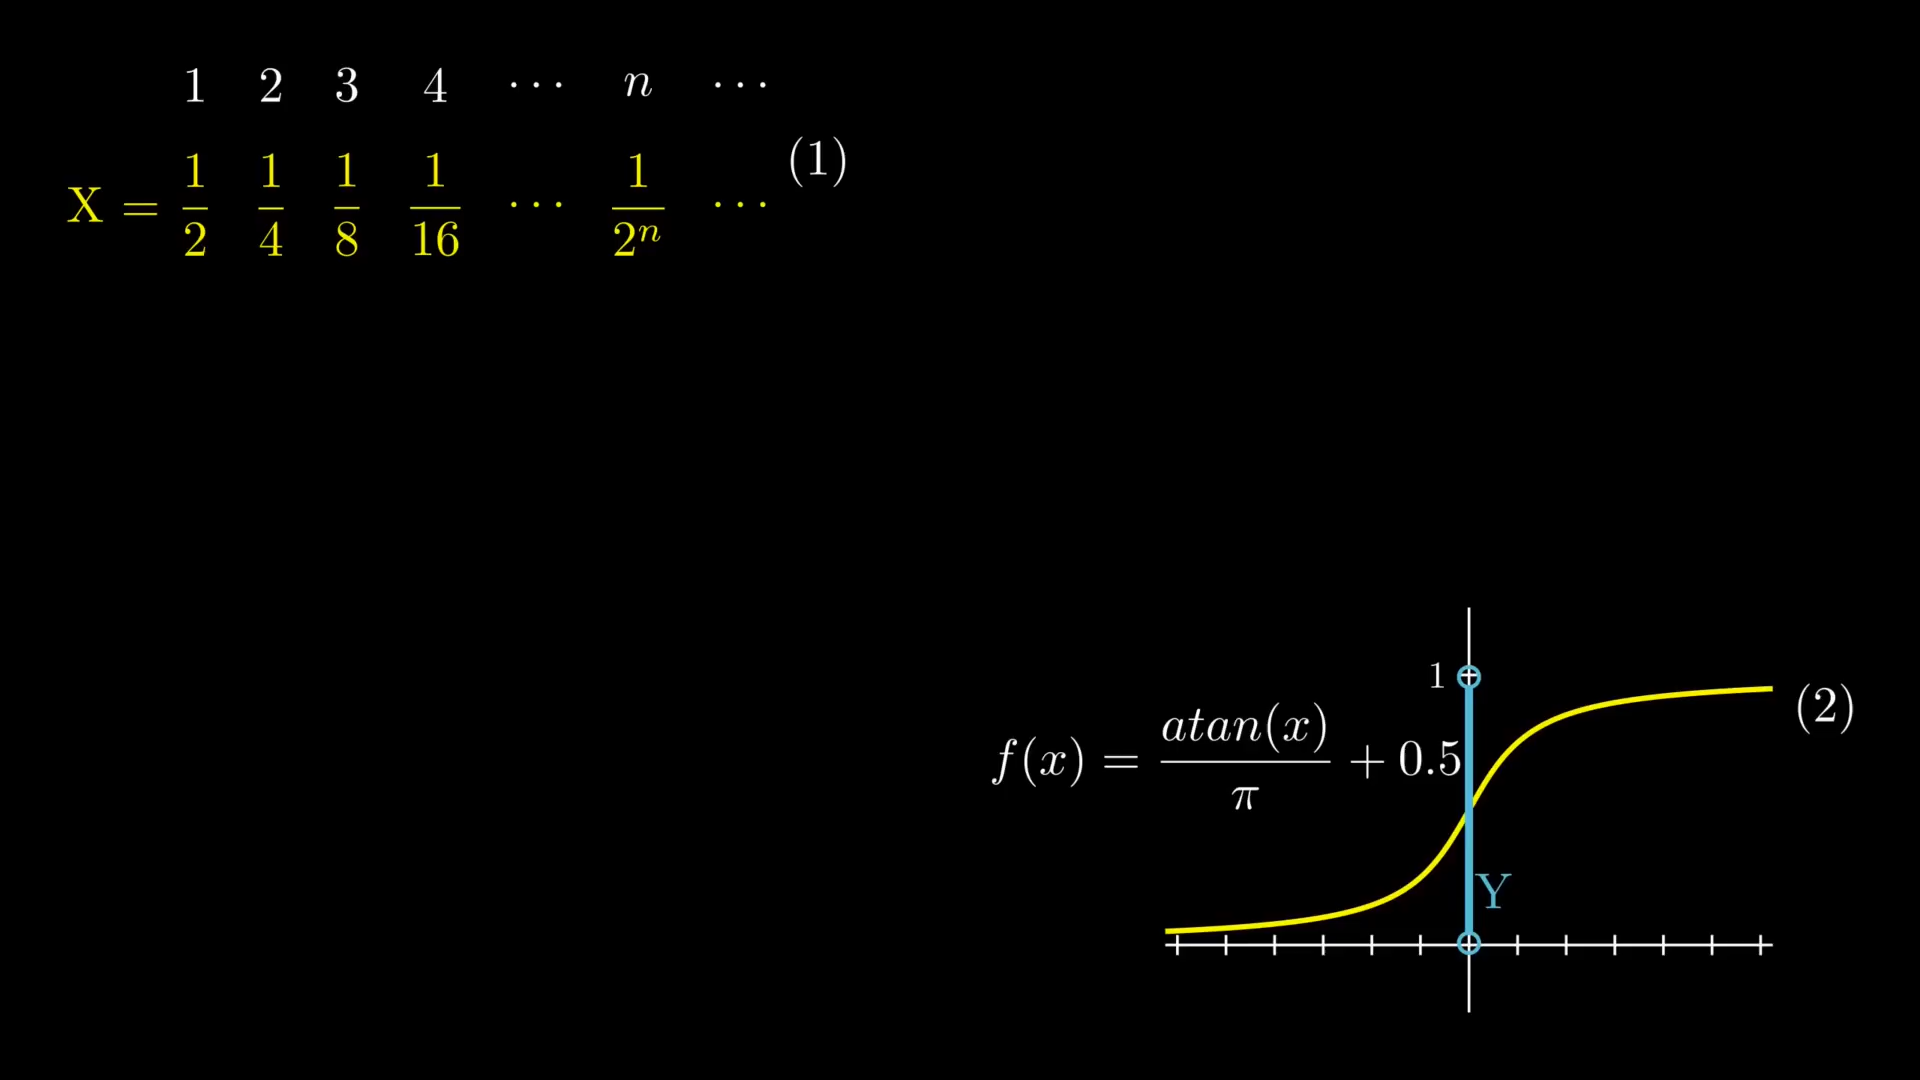 1 2 3 4 ⋯ n ⋯
X = 1/2 1/4 1/8 1/16 ⋯ 1/2ⁿ ⋯ (1)
1
f(x) = atan(x)/π + 0.5
(2)
Y